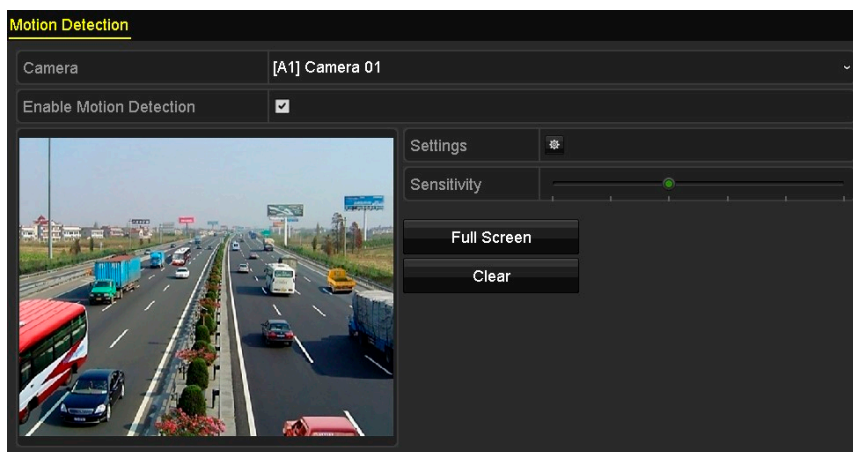 Motion Detection
Camera [A1] Camera 01
Enable Motion Detection
Settings
Sensitivity
Full Screen
Clear